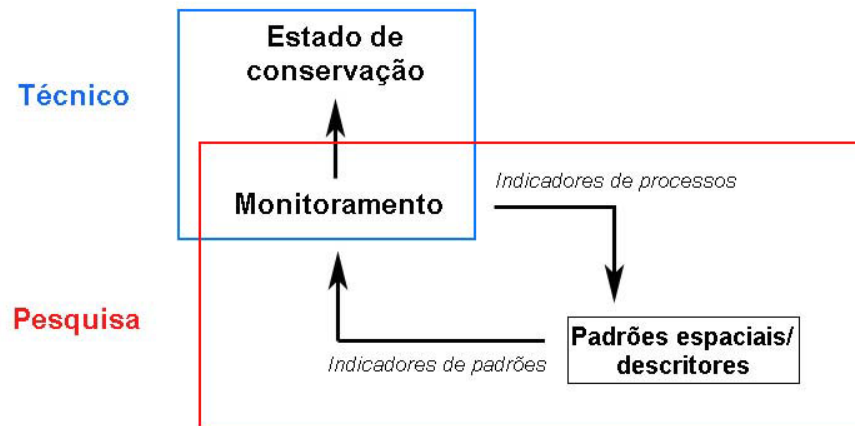 Estado de
conservação
Técnico
Indicadores de processos
Monitoramento
Pesquisa
Padrões espaciais/
descritores
Indicadores de padrões